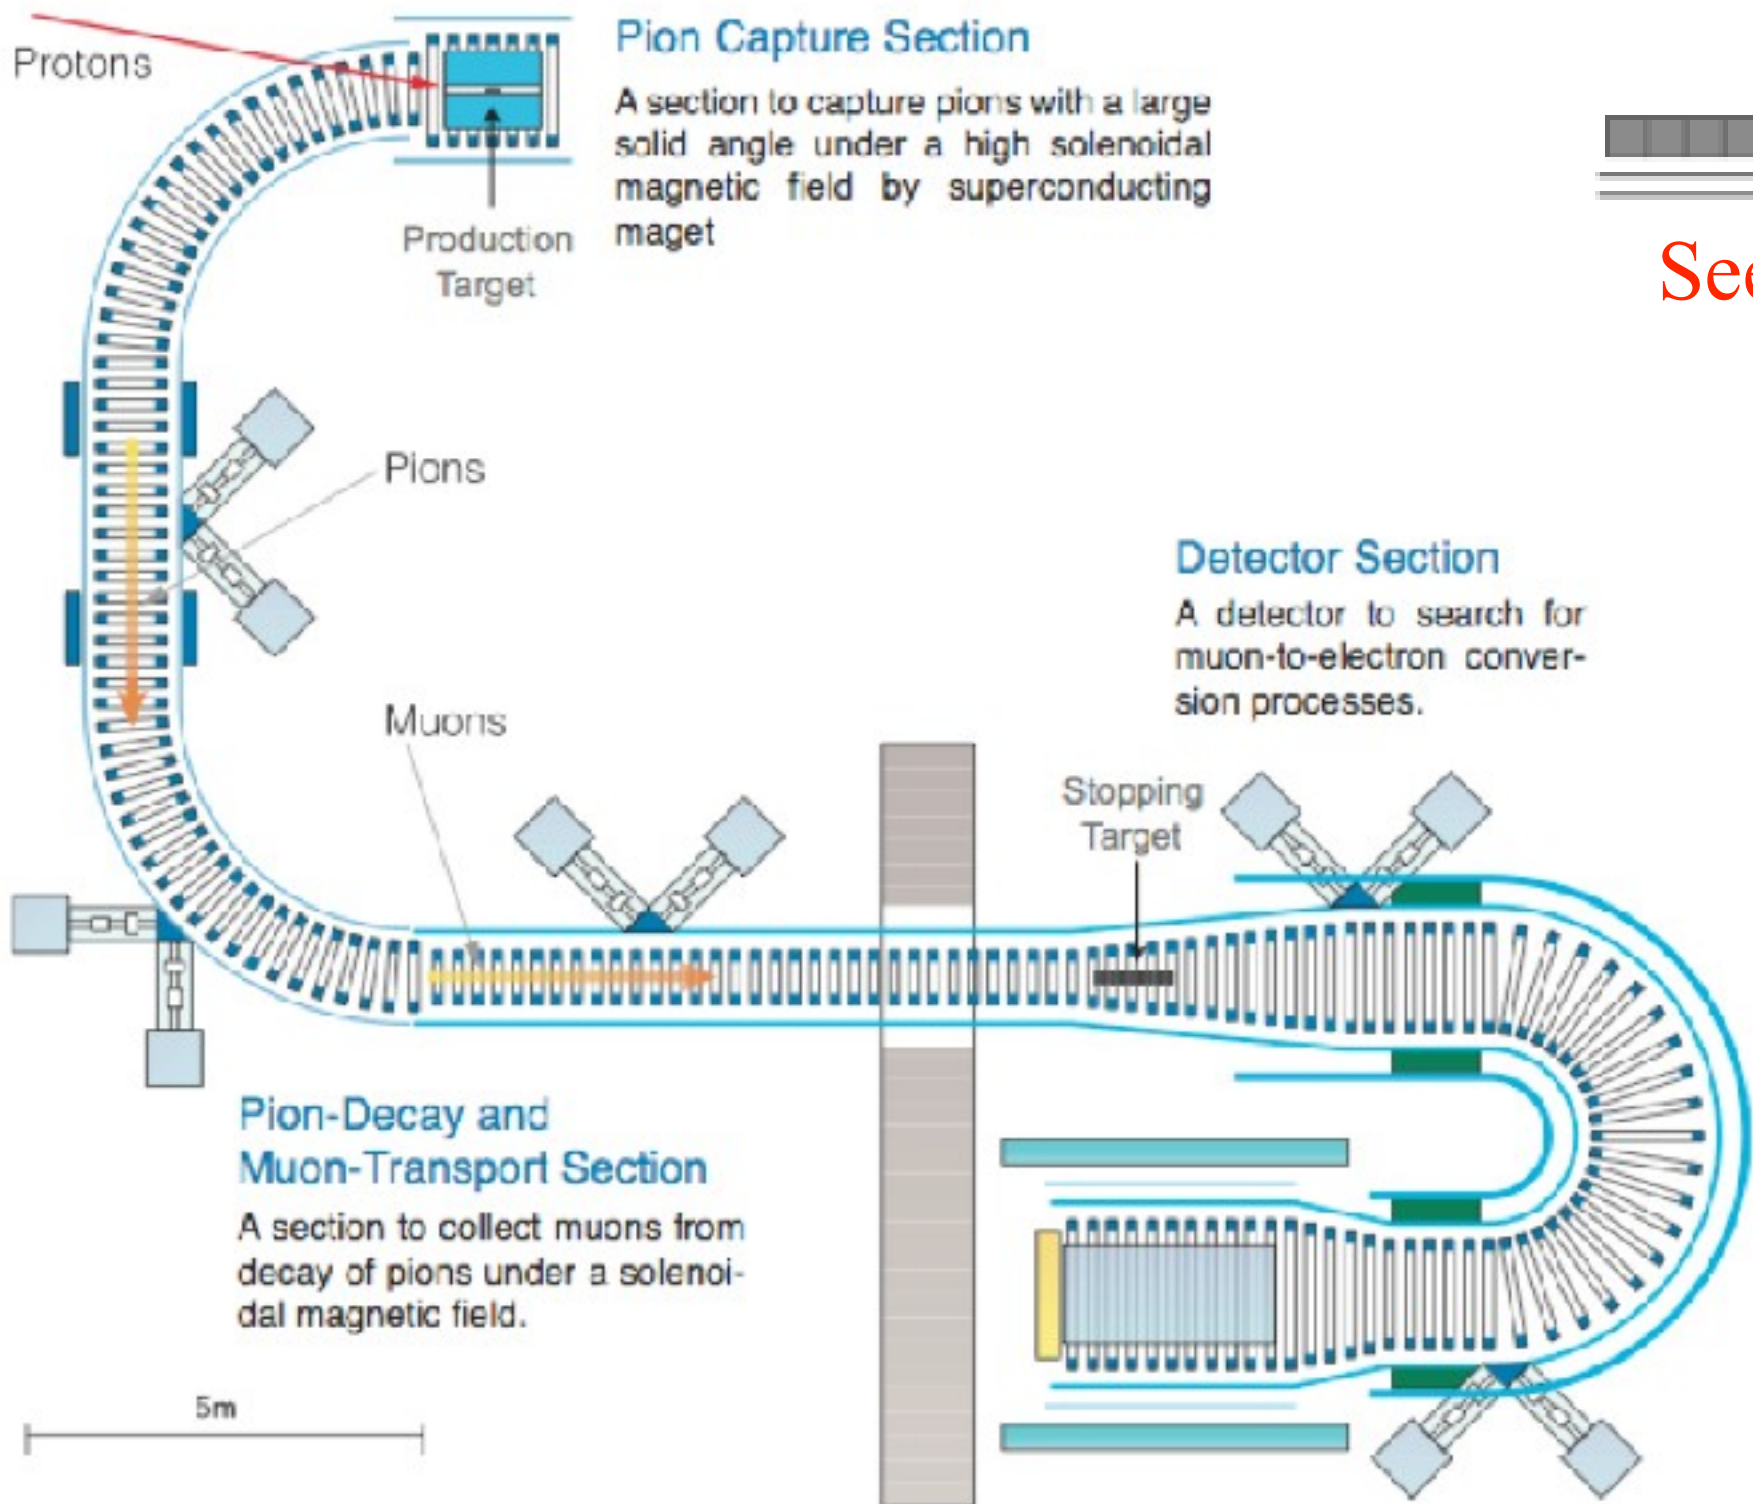 Protons
Pion Capture Section
A section to capture pions with a large
solid angle under a high solenoidal
magnetic field by superconducting
maget
Production
Target
Pions
Detector Section
A detector to search for
muon-to-electron conver-
sion processes.
Muons
Stopping
Target
Pion-Decay and
Muon-Transport Section
A section to collect muons from
decay of pions under a solenoi-
dal magnetic field.
5m